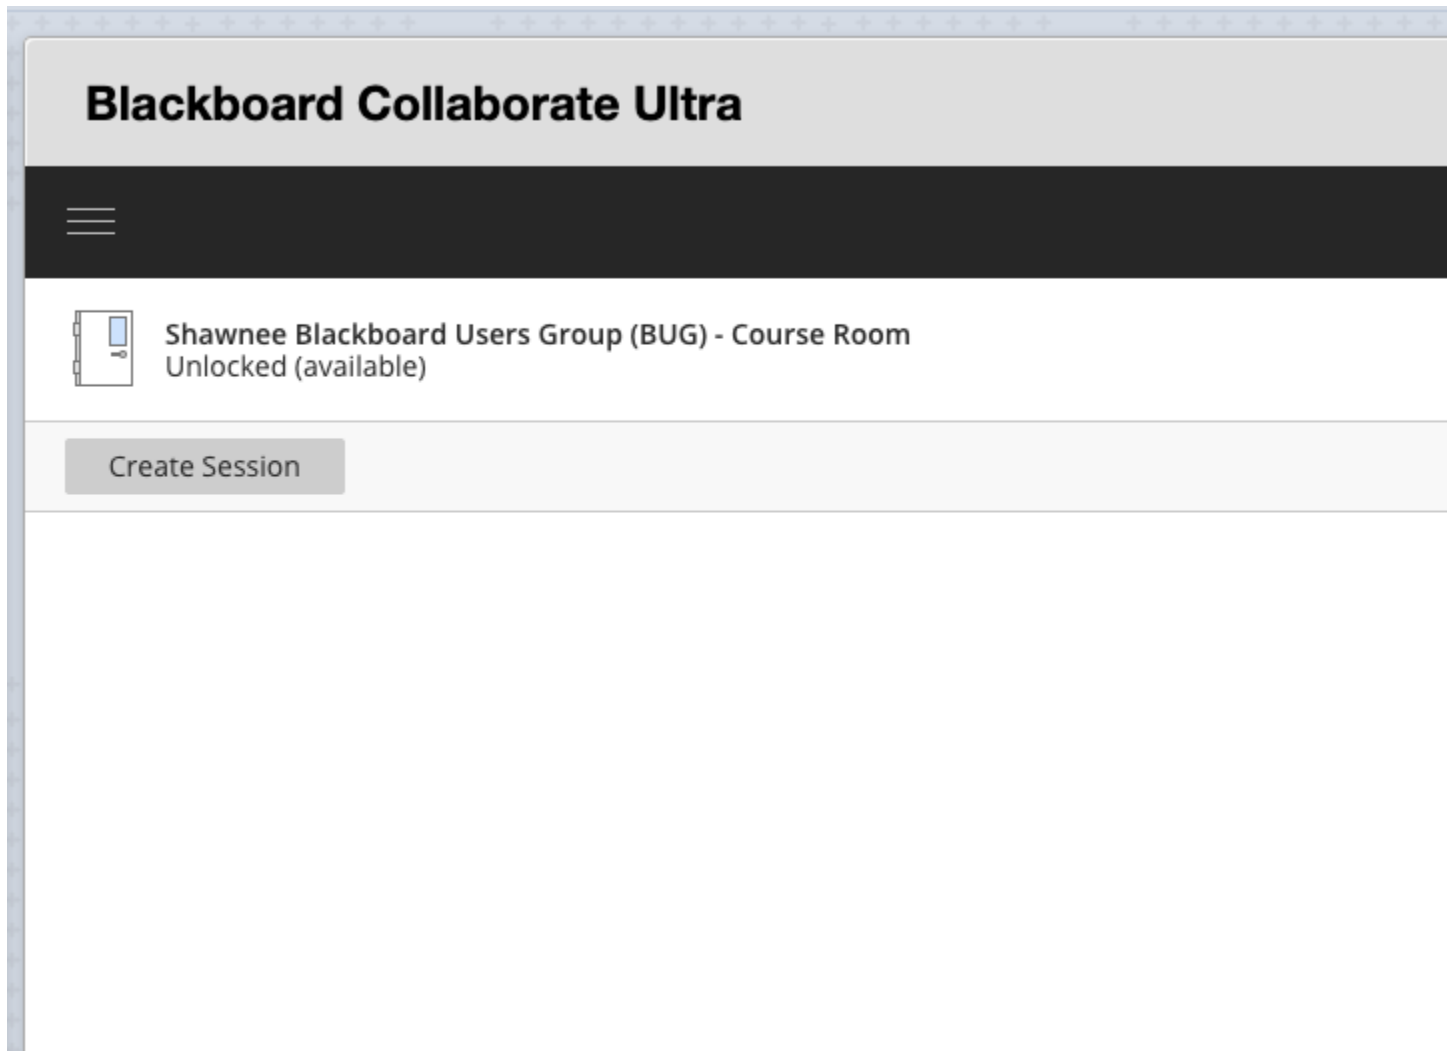 Blackboard Collaborate Ultra
Shawnee Blackboard Users Group (BUG) - Course Room
Unlocked (available)
Create Session